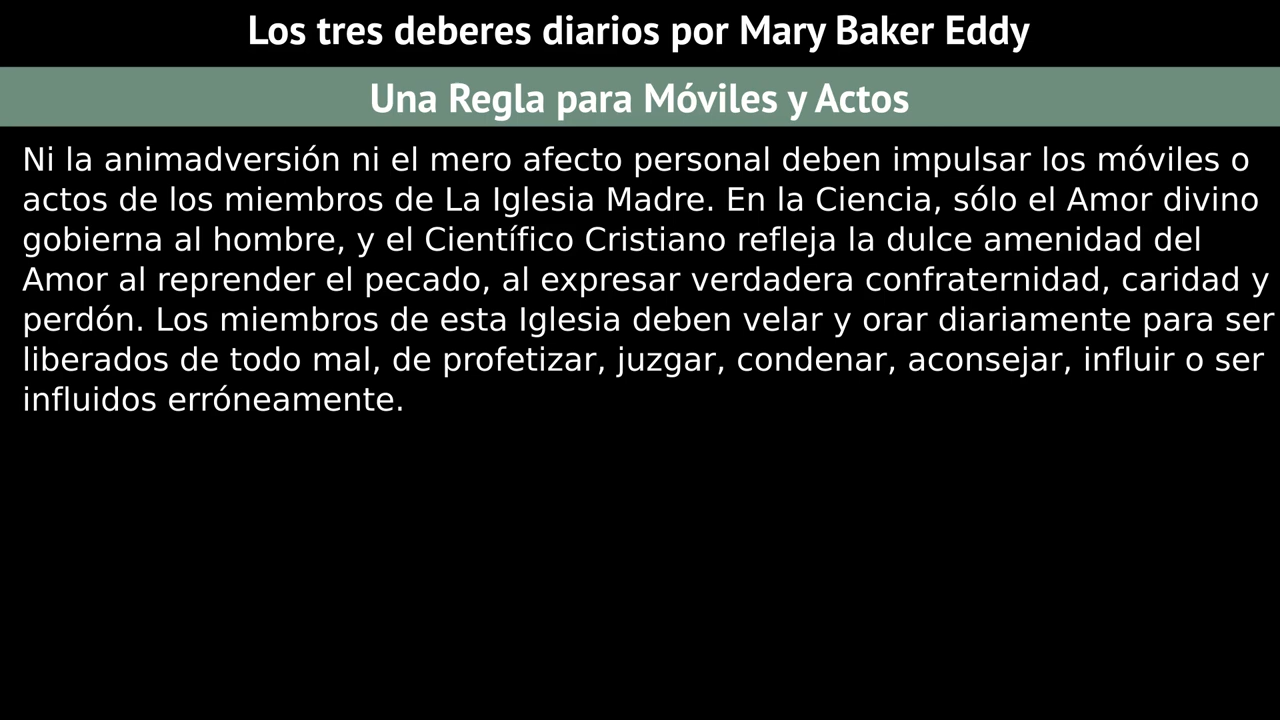 Los tres deberes diarios por Mary Baker Eddy
Una Regla para Móviles y Actos
Ni la animadversión ni el mero afecto personal deben impulsar los móviles o
actos de los miembros de La Iglesia Madre. En la Ciencia, sólo el Amor divino
gobierna al hombre, y el Científico Cristiano refleja la dulce amenidad del
Amor al reprender el pecado, al expresar verdadera confraternidad, caridad y
perdón. Los miembros de esta Iglesia deben velar y orar diariamente para ser
liberados de todo mal, de profetizar, juzgar, condenar, aconsejar, influir o ser
influidos erróneamente.